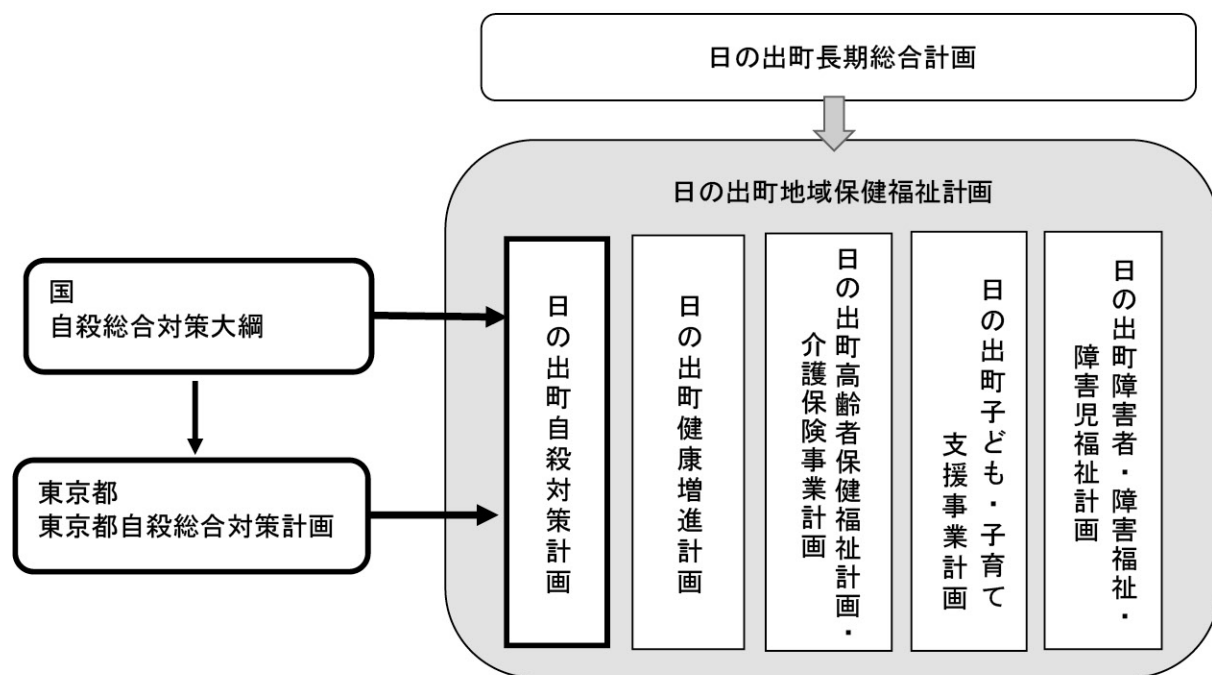 日の出町長期総合計画
日の出町地域保健福祉計画
国
自殺総合対策大綱
東京都
東京都自殺総合対策計画
日の出町自殺対策計画
日の出町健康増進計画
日の出町高齢者保健福祉計画・
介護保険事業計画
日の出町子ども・子育て
支援事業計画
日の出町障害者・障害福祉・
障害児福祉計画